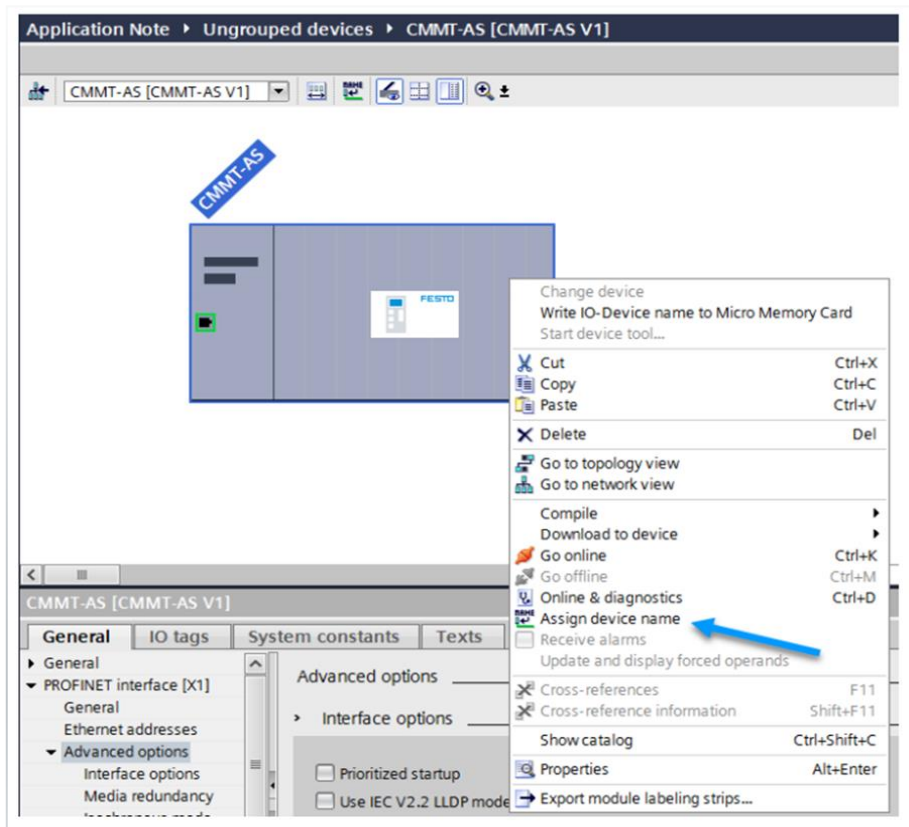 Application Note ▸ Ungrouped devices ▸ CMMT-AS [CMMT-AS V1]
CMMT-AS [CMMT-AS V1]
CMMT-AS
FESTO
Change device
Write IO-Device name to Micro Memory Card
Start device tool...
Cut Ctrl+X
Copy Ctrl+C
Paste Ctrl+V
Delete Del
Go to topology view
Go to network view
Compile
Download to device
Go online Ctrl+K
Go offline Ctrl+M
Online & diagnostics Ctrl+D
Assign device name
Receive alarms
Update and display forced operands
Cross-references F11
Cross-reference information Shift+F11
Show catalog Ctrl+Shift+C
Properties Alt+Enter
Export module labeling strips...
CMMT-AS [CMMT-AS V1]
General IO tags System constants Texts
General
PROFINET interface [X1]
General
Ethernet addresses
Advanced options
Interface options
Media redundancy
Advanced options
Interface options
Prioritized startup
Use IEC V2.2 LLDP mode